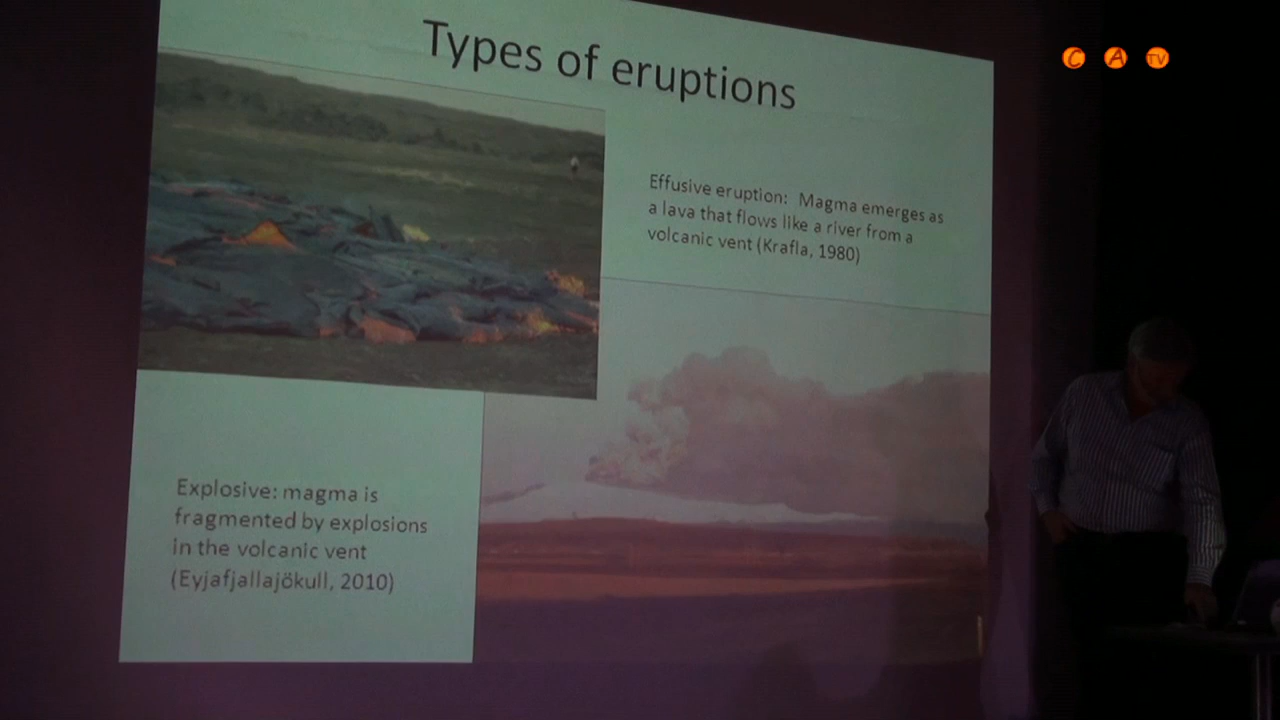 Types of eruptions
C A TV
Effusive eruption: Magma emerges as
a lava that flows like a river from a
volcanic vent (Krafla, 1980)
Explosive: magma is
fragmented by explosions
in the volcanic vent
(Eyjafjallajökull, 2010)